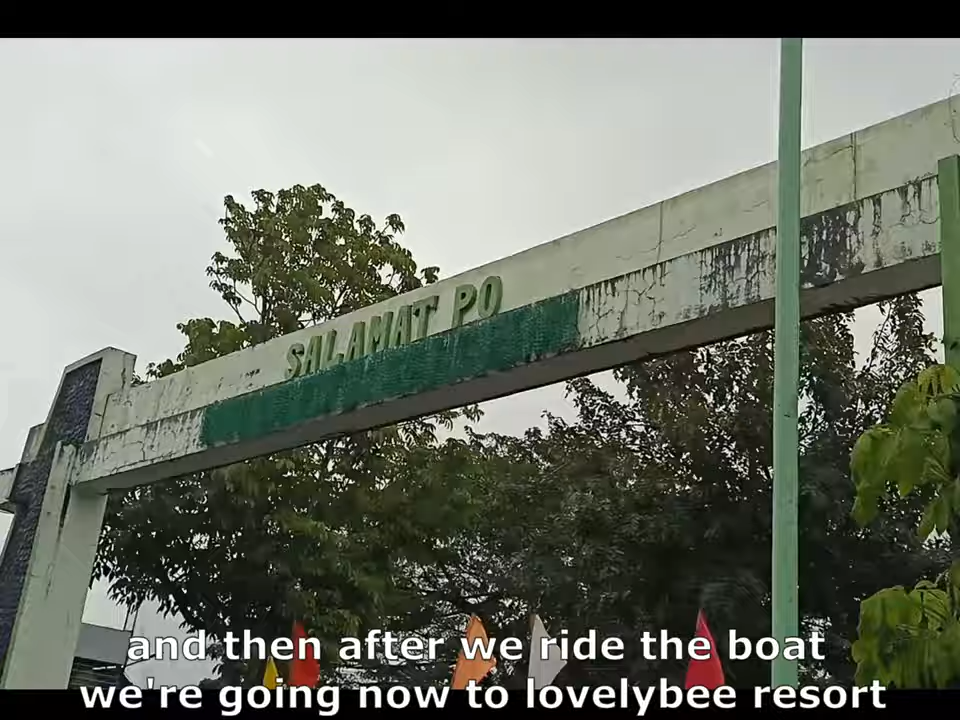 SALAMAT PO
and then after we ride the boat
we're going now to lovelybee resort